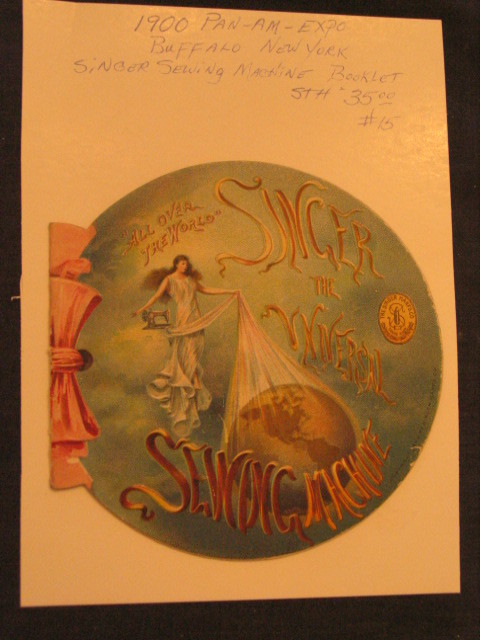 1900 PAN-AM-EXPO
BUFFALO NEW YORK
SINGER SEWING MACHINE BOOKLET
STH $35.00
#15
"ALL OVER
THE WORLD"
SINGER
THE
UNIVERSAL
SEWING MACHINE